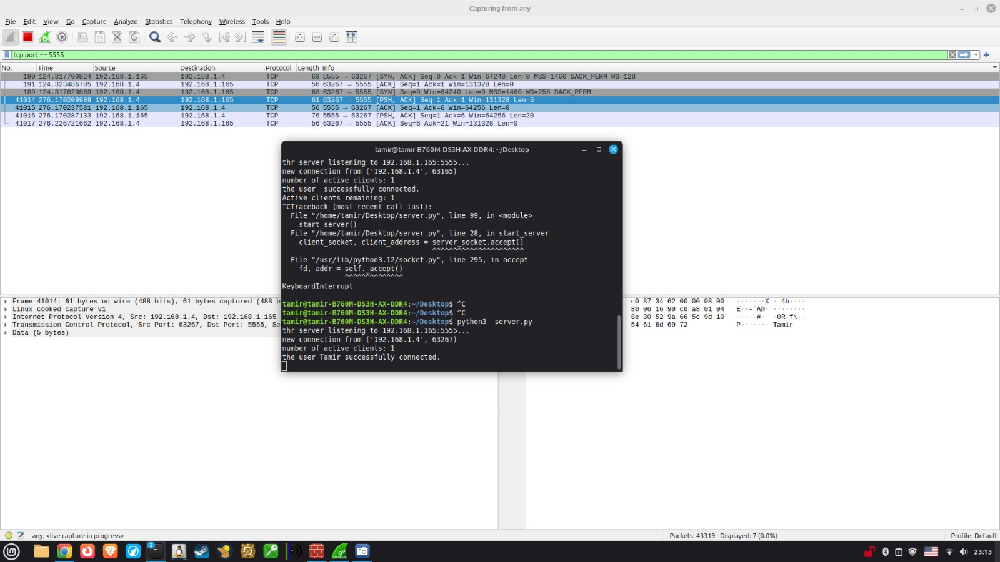 Capturing from any
File Edit View Go Capture Analyze Statistics Telephony Wireless Tools Help
tcp.port == 5555
No. Time Source Destination Protocol Length Info
190 124.317700824 192.168.1.165 192.168.1.4 TCP 68 5555 → 63267 [SYN, ACK] Seq=0 Ack=1 Win=64240 Len=0 MSS=1460 SACK_PERM WS=128
191 124.323486705 192.168.1.4 192.168.1.165 TCP 56 63267 → 5555 [ACK] Seq=1 Ack=1 Win=131328 Len=0
189 124.317629869 192.168.1.4 192.168.1.165 TCP 68 63267 → 5555 [SYN] Seq=0 Win=64240 Len=0 MSS=1460 WS=256 SACK_PERM
41014 276.170209989 192.168.1.4 192.168.1.165 TCP 61 63267 → 5555 [PSH, ACK] Seq=1 Ack=1 Win=131328 Len=5
41015 276.170237581 192.168.1.165 192.168.1.4 TCP 56 5555 → 63267 [ACK] Seq=1 Ack=6 Win=64256 Len=0
41016 276.170287133 192.168.1.165 192.168.1.4 TCP 76 5555 → 63267 [PSH, ACK] Seq=1 Ack=6 Win=64256 Len=20
41017 276.226721662 192.168.1.4 192.168.1.165 TCP 56 63267 → 5555 [ACK] Seq=6 Ack=21 Win=131328 Len=0
tamir@tamir-B760M-DS3H-AX-DDR4: ~/Desktop
thr server listening to 192.168.1.165:5555...
new connection from ('192.168.1.4', 63165)
number of active clients: 1
the user  successfully connected.
Active clients remaining: 1
^CTraceback (most recent call last):
  File "/home/tamir/Desktop/server.py", line 99, in <module>
    start_server()
  File "/home/tamir/Desktop/server.py", line 28, in start_server
    client_socket, client_address = server_socket.accept()
                                    ^^^^^^^^^^^^^^^^^^^^^^
  File "/usr/lib/python3.12/socket.py", line 295, in accept
    fd, addr = self._accept()
               ^^^^^^^^^^^^^^
KeyboardInterrupt
tamir@tamir-B760M-DS3H-AX-DDR4:~/Desktop$ ^C
tamir@tamir-B760M-DS3H-AX-DDR4:~/Desktop$ ^C
tamir@tamir-B760M-DS3H-AX-DDR4:~/Desktop$ python3  server.py
thr server listening to 192.168.1.165:5555...
new connection from ('192.168.1.4', 63267)
number of active clients: 1
the user Tamir successfully connected.
Frame 41014: 61 bytes on wire (488 bits), 61 bytes captured (488 b
Linux cooked capture v1
Internet Protocol Version 4, Src: 192.168.1.4, Dst: 192.168.1.165
Transmission Control Protocol, Src Port: 63267, Dst Port: 5555, Se
Data (5 bytes)
c0 87 34 62 00 00 08 00 ·······X ··4b····
80 06 16 90 c0 a8 01 04 E··-`A@· ········
8e 30 52 9a 66 5c 9d 10 ·····#·· ·0R·f\··
54 61 6d 69 72 P······· Tamir
any: <live capture in progress>
Packets: 43319 · Displayed: 7 (0.0%)
Profile: Default
2
23:13